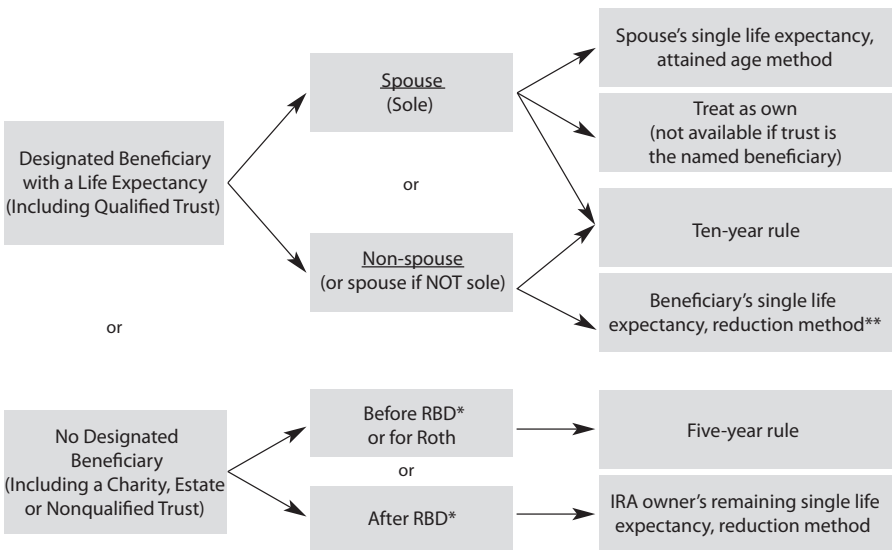 Designated Beneficiary
with a Life Expectancy
(Including Qualified Trust)
or
No Designated
Beneficiary
(Including a Charity, Estate
or Nonqualified Trust)
Spouse
(Sole)
or
Non-spouse
(or spouse if NOT sole)
Before RBD*
or for Roth
or
After RBD*
Spouse's single life expectancy,
attained age method
Treat as own
(not available if trust is
the named beneficiary)
Ten-year rule
Beneficiary's single life
expectancy, reduction method**
Five-year rule
IRA owner's remaining single life
expectancy, reduction method